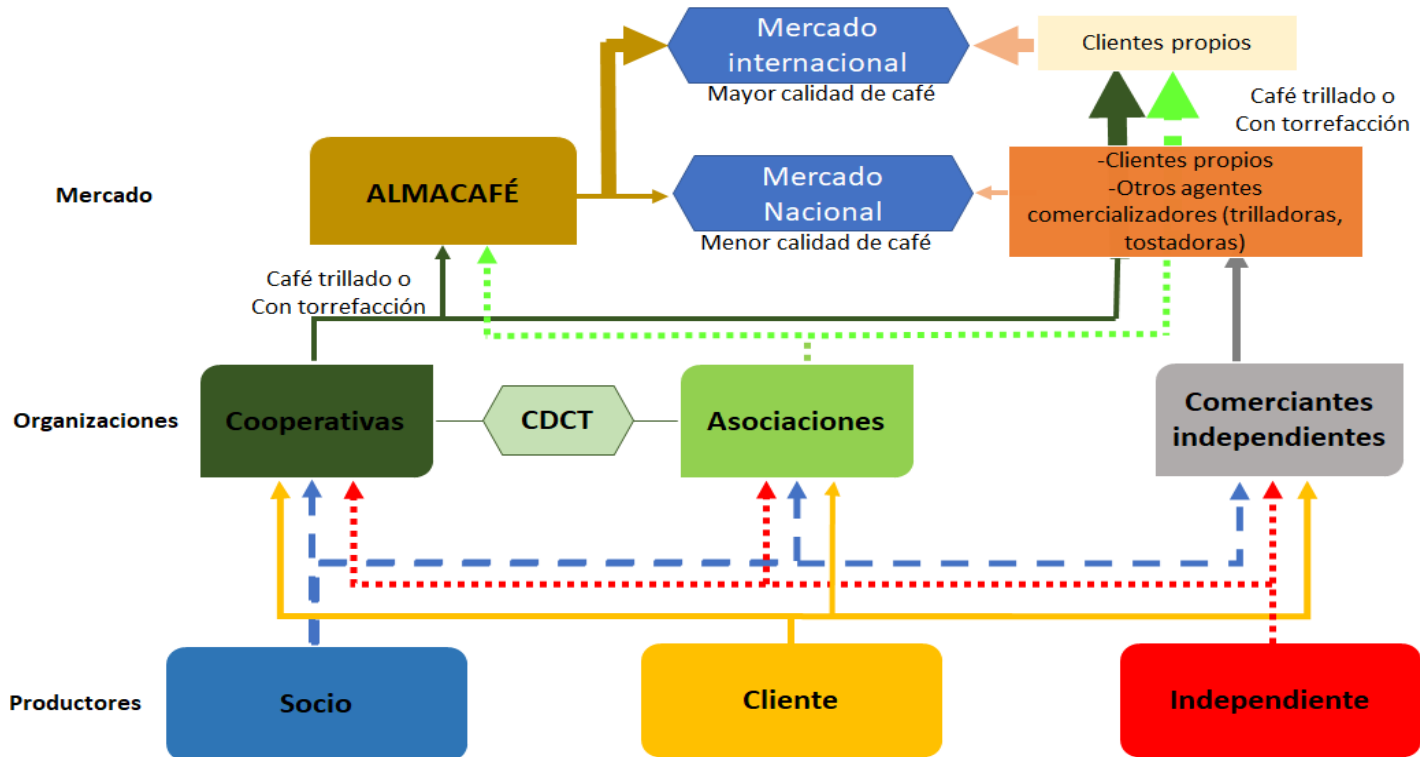 Mercado
internacional
Mayor calidad de café
Clientes propios
Café trillado o
Con torrefacción
Mercado
ALMACAFÉ
Mercado
Nacional
Menor calidad de café
-Clientes propios
-Otros agentes
comercializadores (trilladoras,
tostadoras)
Café trillado o
Con torrefacción
Organizaciones
Cooperativas
CDCT
Asociaciones
Comerciantes
independientes
Productores
Socio
Cliente
Independiente